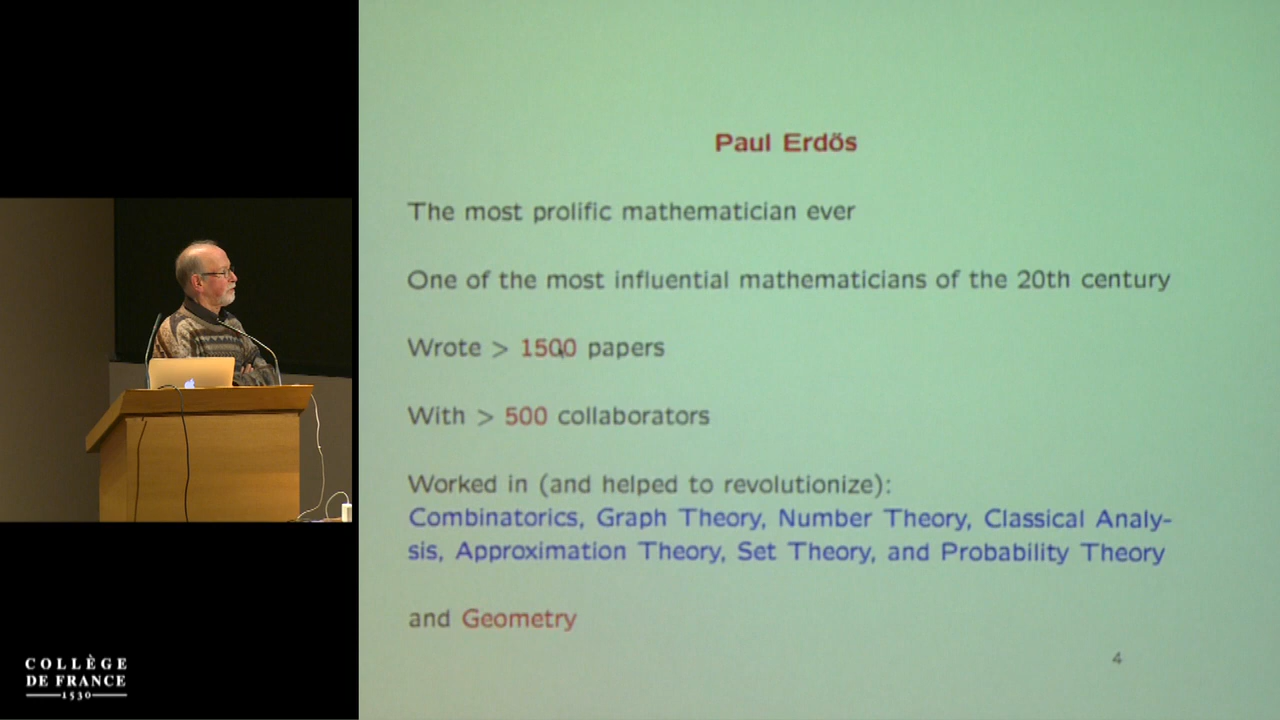 Paul Erdős
The most prolific mathematician ever
One of the most influential mathematicians of the 20th century
Wrote > 1500 papers
With > 500 collaborators
Worked in (and helped to revolutionize):
Combinatorics, Graph Theory, Number Theory, Classical Analy-
sis, Approximation Theory, Set Theory, and Probability Theory
and Geometry
4
COLLÈGE
DE FRANCE
1530